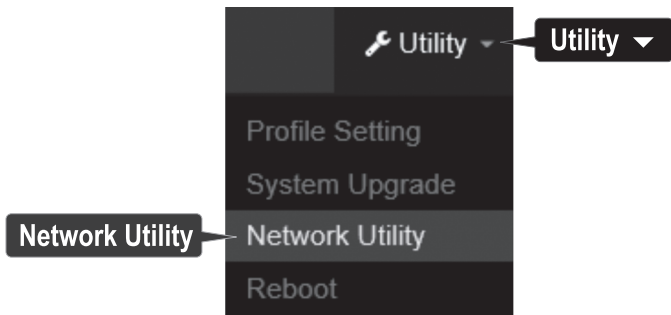 Utility
Utility
Profile Setting
System Upgrade
Network Utility
Network Utility
Reboot